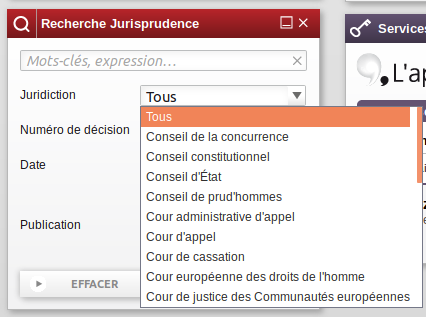 Recherche Jurisprudence
Services
Mots-clés, expression…
L'ap
Juridiction
Tous
Tous
Numéro de décision
Conseil de la concurrence
Conseil constitutionnel
Date
Conseil d'État
Conseil de prud'hommes
Cour administrative d'appel
Publication
Cour d'appel
Cour de cassation
EFFACER
Cour européenne des droits de l'homme
Cour de justice des Communautés européennes